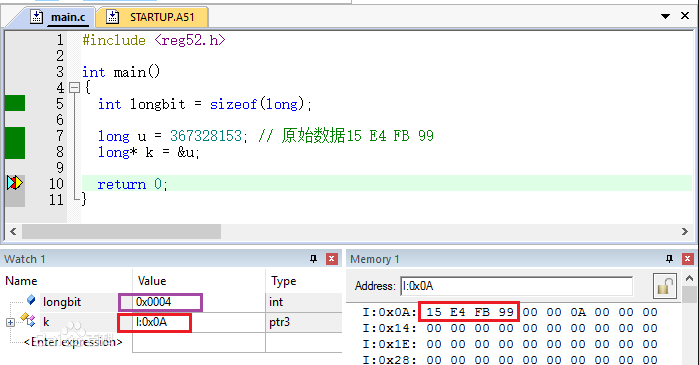 main.c STARTUP.A51
1 #include <reg52.h>
2
3 int main()
4 {
5 int longbit = sizeof(long);
6
7 long u = 367328153; // 原始数据15 E4 FB 99
8 long* k = &u;
9
10 return 0;
11 }
Watch 1
Name Value Type
longbit 0x0004 int
k I:0x0A ptr3
<Enter expression>
Memory 1
Address: I:0x0A
I:0x0A: 15 E4 FB 99 00 00 0A 00 00 00
I:0x14: 00 00 00 00 00 00 00 00 00 00
I:0x1E: 00 00 00 00 00 00 00 00 00 00
I:0x28: 00 00 00 00 00 00 00 00 00 00